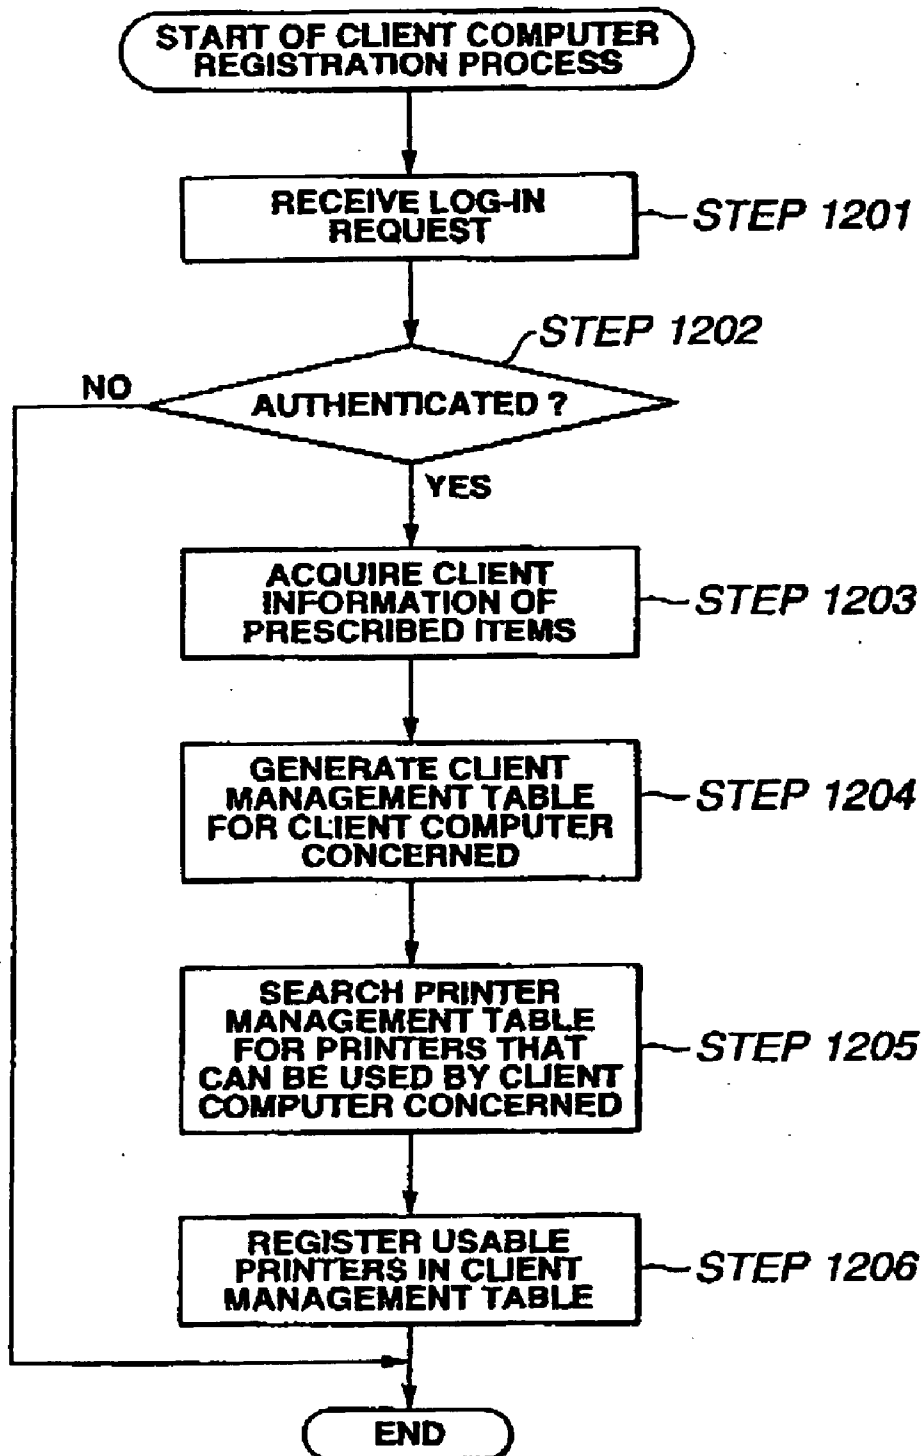 START OF CLIENT COMPUTER
REGISTRATION PROCESS
RECEIVE LOG-IN
REQUEST
STEP 1201
STEP 1202
NO
AUTHENTICATED ?
YES
ACQUIRE CLIENT
INFORMATION OF
PRESCRIBED ITEMS
STEP 1203
GENERATE CLIENT
MANAGEMENT TABLE
FOR CLIENT COMPUTER
CONCERNED
STEP 1204
SEARCH PRINTER
MANAGEMENT TABLE
FOR PRINTERS THAT
CAN BE USED BY CLIENT
COMPUTER CONCERNED
STEP 1205
REGISTER USABLE
PRINTERS IN CLIENT
MANAGEMENT TABLE
STEP 1206
END